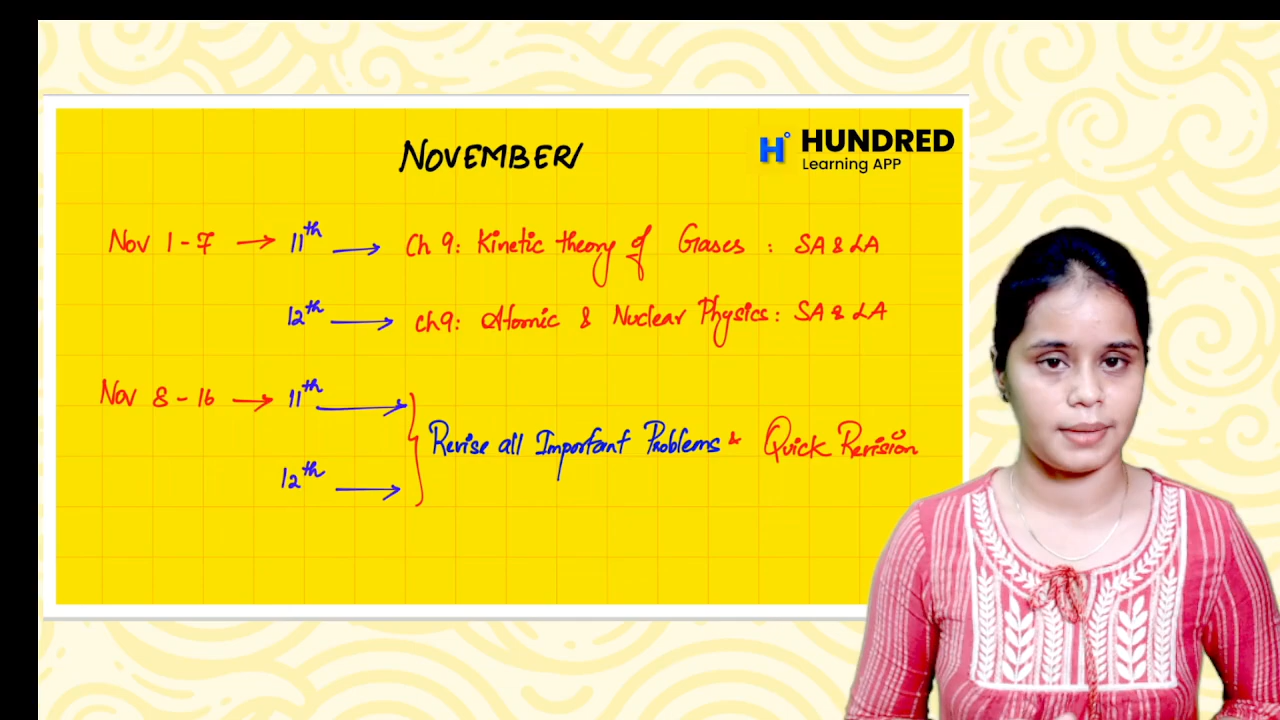 NOVEMBER
H HUNDRED
Learning APP
Nov 1 - 7 → 11th → Ch 9: Kinetic theory of Gases : SA & LA
12th → Ch9: Atomic & Nuclear Physics: SA & LA
Nov 8 - 16 → 11th →
Revise all Important Problems & Quick Revision
12th →